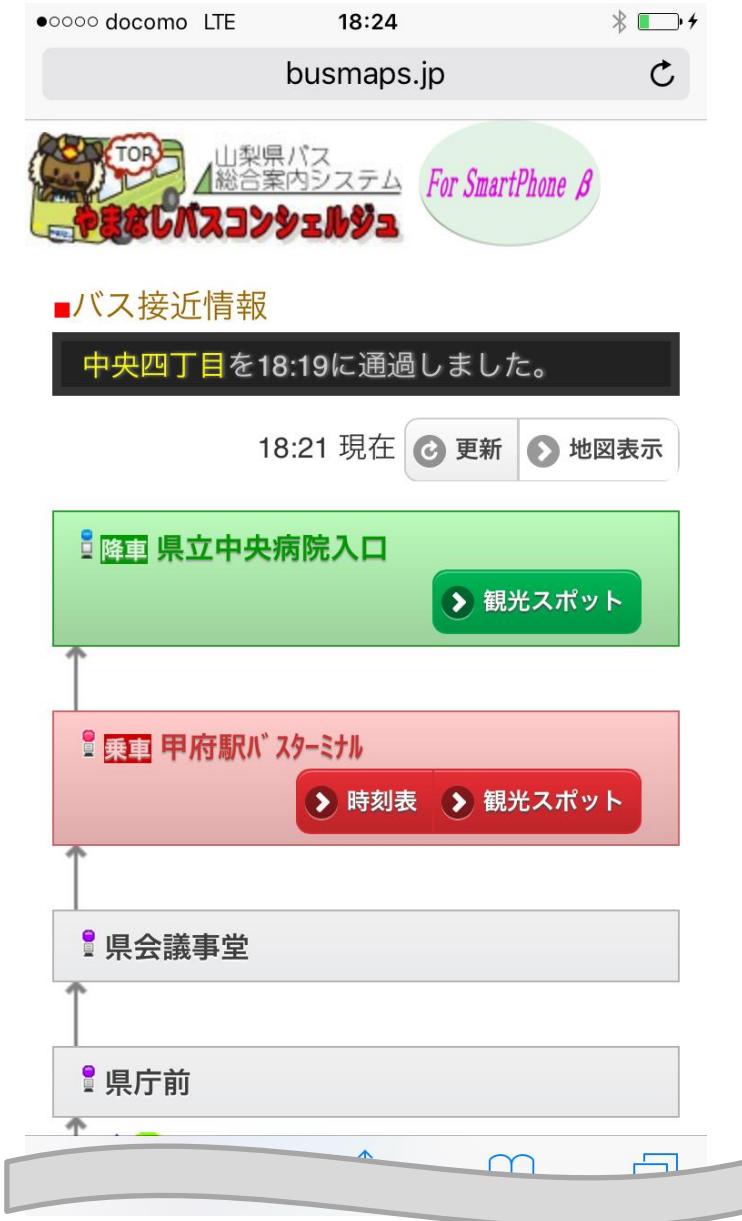 ●○○○○ docomo LTE 18:24
busmaps.jp
TOP
山梨県バス
総合案内システム
やまなしバスコンシェルジュ
For SmartPhone β
■バス接近情報
中央四丁目を18:19に通過しました。
18:21 現在 更新 地図表示
降車 県立中央病院入口
観光スポット
乗車 甲府駅ﾊﾞｽﾀｰﾐﾅﾙ
時刻表 観光スポット
県会議事堂
県庁前